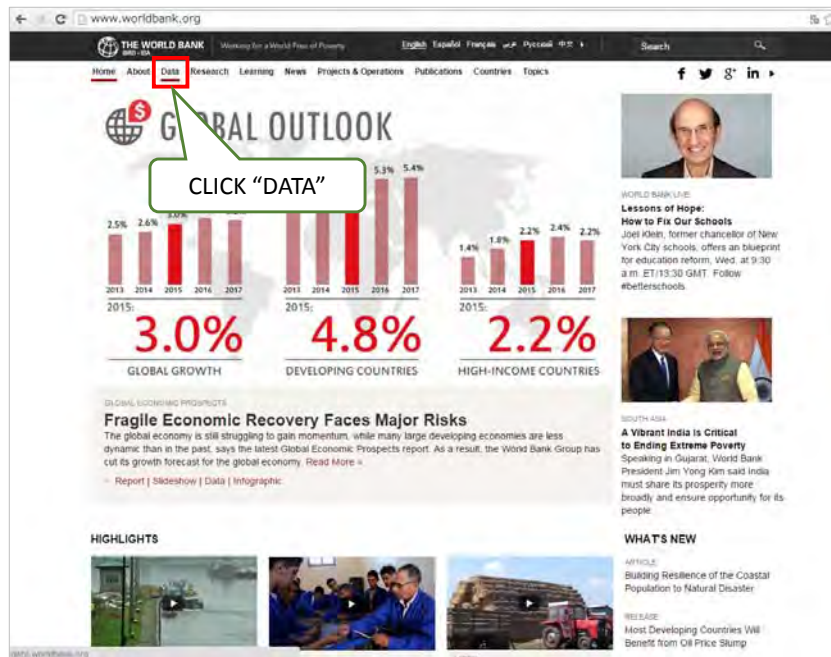 www.worldbank.org
THE WORLD BANK
IBRD • IDA
Working for a World Free of Poverty
English Español Français عربي Русский 中文
Search
Home About Data Research Learning News Projects & Operations Publications Countries Topics
GLOBAL OUTLOOK
CLICK “DATA”
5.3% 5.4%
2.5% 2.6% 3.0%
1.4% 1.8% 2.2% 2.4% 2.2%
2013 2014 2015 2016 2017
2013 2014 2015 2016 2017
2013 2014 2015 2016 2017
2015:
3.0%
GLOBAL GROWTH
2015:
4.8%
DEVELOPING COUNTRIES
2015:
2.2%
HIGH-INCOME COUNTRIES
GLOBAL ECONOMIC PROSPECTS
Fragile Economic Recovery Faces Major Risks
The global economy is still struggling to gain momentum, while many large developing economies are less
dynamic than in the past, says the latest Global Economic Prospects report. As a result, the World Bank Group has
cut its growth forecast for the global economy. Read More »
Report | Slideshow | Data | Infographic
WORLD BANK LIVE
Lessons of Hope:
How to Fix Our Schools
Joel Klein, former chancellor of New
York City schools, offers an blueprint
for education reform, Wed. at 9:30
a.m. ET/13:30 GMT. Follow
#betterschools
SOUTH ASIA
A Vibrant India is Critical
to Ending Extreme Poverty
Speaking in Gujarat, World Bank
President Jim Yong Kim said India
must share its prosperity more
broadly and ensure opportunity for its
people
HIGHLIGHTS
WHAT'S NEW
ARTICLE
Building Resilience of the Coastal
Population to Natural Disaster
RELEASE
Most Developing Countries Will
Benefit from Oil Price Slump
data.worldbank.org